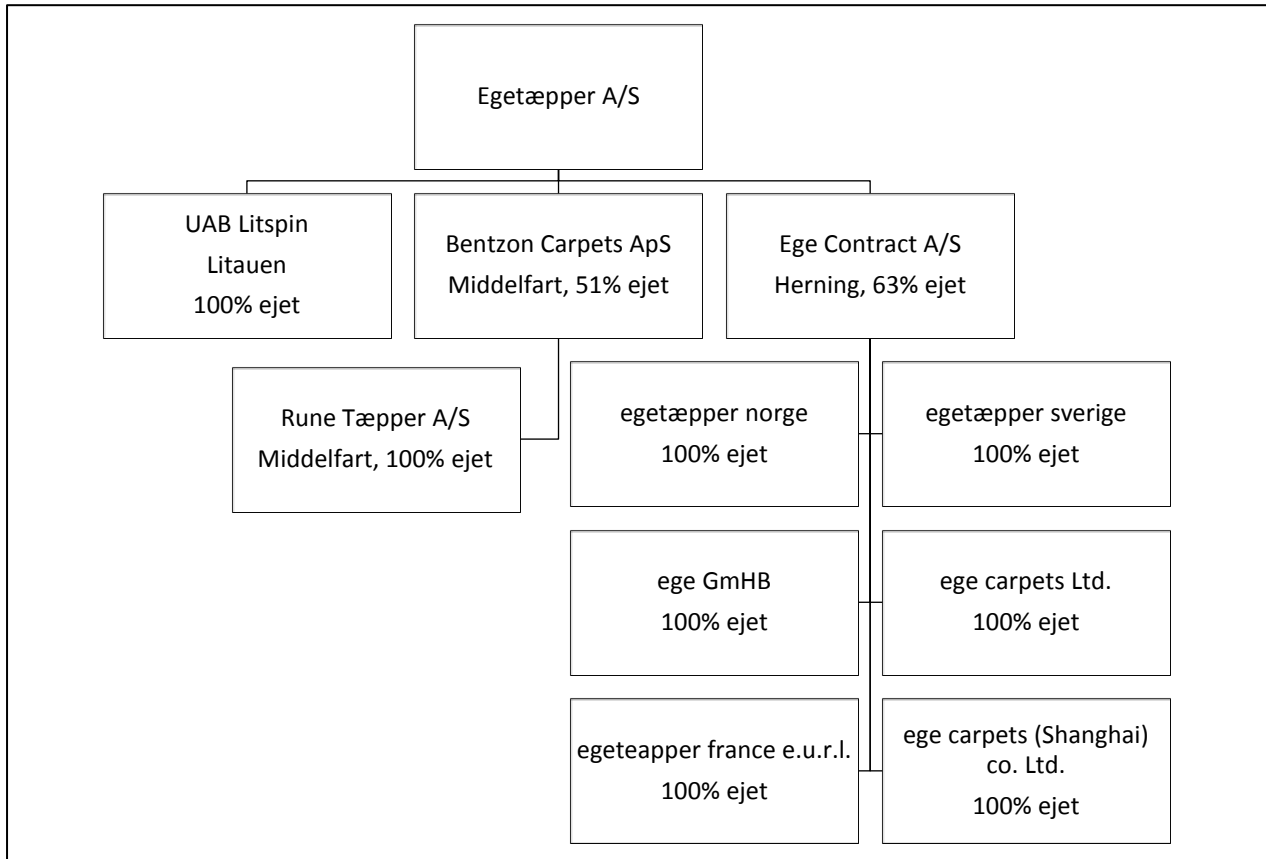 Egetæpper A/S
UAB Litspin
Litauen
100% ejet
Bentzon Carpets ApS
Middelfart, 51% ejet
Ege Contract A/S
Herning, 63% ejet
Rune Tæpper A/S
Middelfart, 100% ejet
egetæpper norge
100% ejet
egetæpper sverige
100% ejet
ege GmHB
100% ejet
ege carpets Ltd.
100% ejet
egeteapper france e.u.r.l.
100% ejet
ege carpets (Shanghai)
co. Ltd.
100% ejet